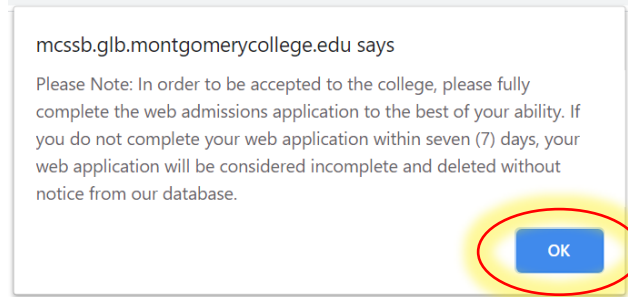 mcssb.glb.montgomerycollege.edu says
Please Note: In order to be accepted to the college, please fully
complete the web admissions application to the best of your ability. If
you do not complete your web application within seven (7) days, your
web application will be considered incomplete and deleted without
notice from our database.
OK